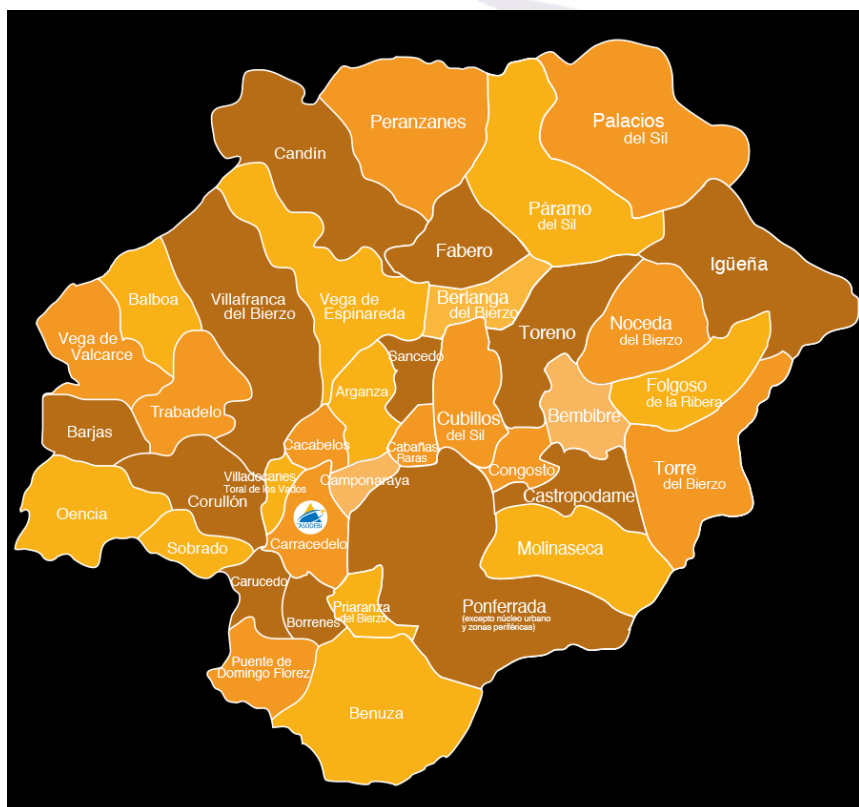 Peranzanes
Palacios
del Sil
Candín
Páramo
del Sil
Fabero
Igüeña
Balboa
Villafranca
del Bierzo
Vega de
Espinareda
Berlanga
del Bierzo
Toreno
Noceda
del Bierzo
Vega de
Valcarce
Sancedo
Arganza
Folgoso
de la Ribera
Trabadelo
Barjas
Cacabelos
Cubillos
del Sil
Cabañas
Raras
Bembibre
Congosto
Torre
del Bierzo
Villadecanes
Toral de los Vados
Camponaraya
Corullón
Castropodame
Oencia
ASODEBI
Carracedelo
Sobrado
Molinaseca
Carucedo
Borrenes
Priaranza
del Bierzo
Ponferrada
(excepto núcleo urbano
y zonas periféricas)
Puente de
Domingo Florez
Benuza